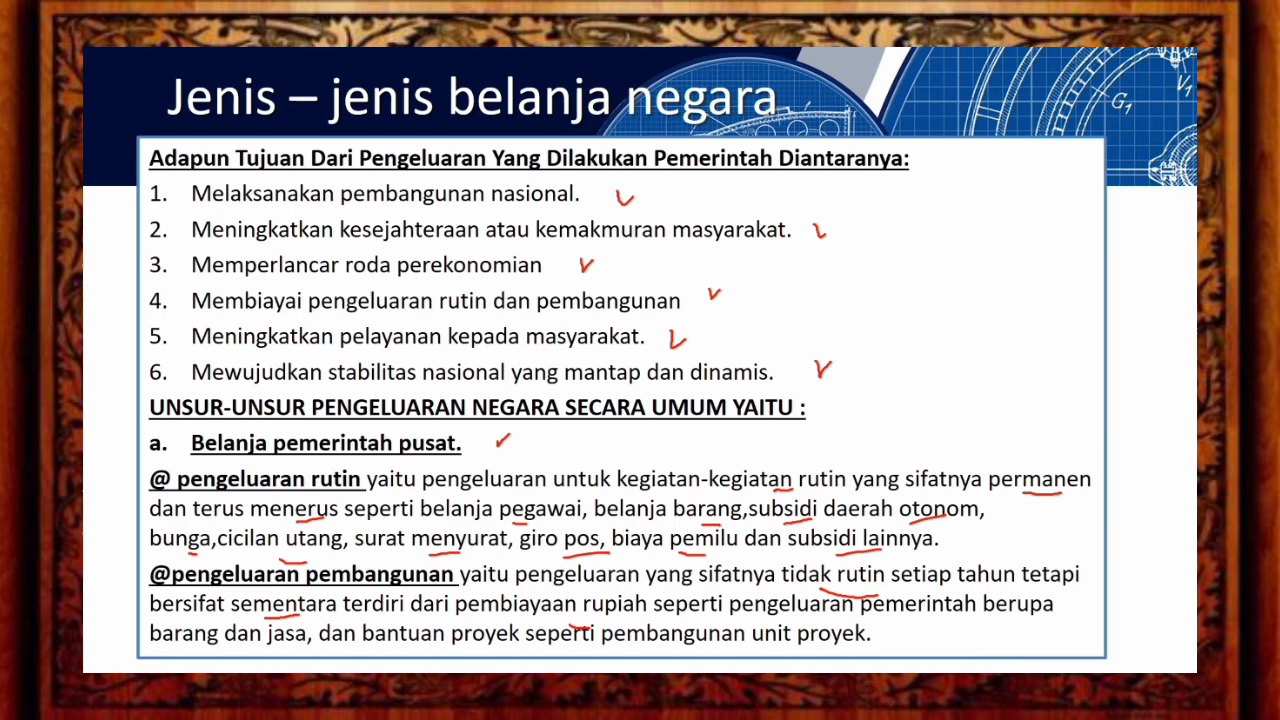 Jenis – jenis belanja negara
G1
V1
Adapun Tujuan Dari Pengeluaran Yang Dilakukan Pemerintah Diantaranya:
1. Melaksanakan pembangunan nasional.
2. Meningkatkan kesejahteraan atau kemakmuran masyarakat.
3. Memperlancar roda perekonomian
4. Membiayai pengeluaran rutin dan pembangunan
5. Meningkatkan pelayanan kepada masyarakat.
6. Mewujudkan stabilitas nasional yang mantap dan dinamis.
UNSUR-UNSUR PENGELUARAN NEGARA SECARA UMUM YAITU :
a. Belanja pemerintah pusat.
@ pengeluaran rutin yaitu pengeluaran untuk kegiatan-kegiatan rutin yang sifatnya permanen
dan terus menerus seperti belanja pegawai, belanja barang,subsidi daerah otonom,
bunga,cicilan utang, surat menyurat, giro pos, biaya pemilu dan subsidi lainnya.
@pengeluaran pembangunan yaitu pengeluaran yang sifatnya tidak rutin setiap tahun tetapi
bersifat sementara terdiri dari pembiayaan rupiah seperti pengeluaran pemerintah berupa
barang dan jasa, dan bantuan proyek seperti pembangunan unit proyek.